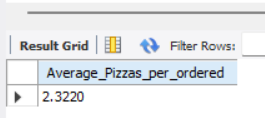 Result Grid Filter Rows:
Average_Pizzas_per_ordered
2.3220